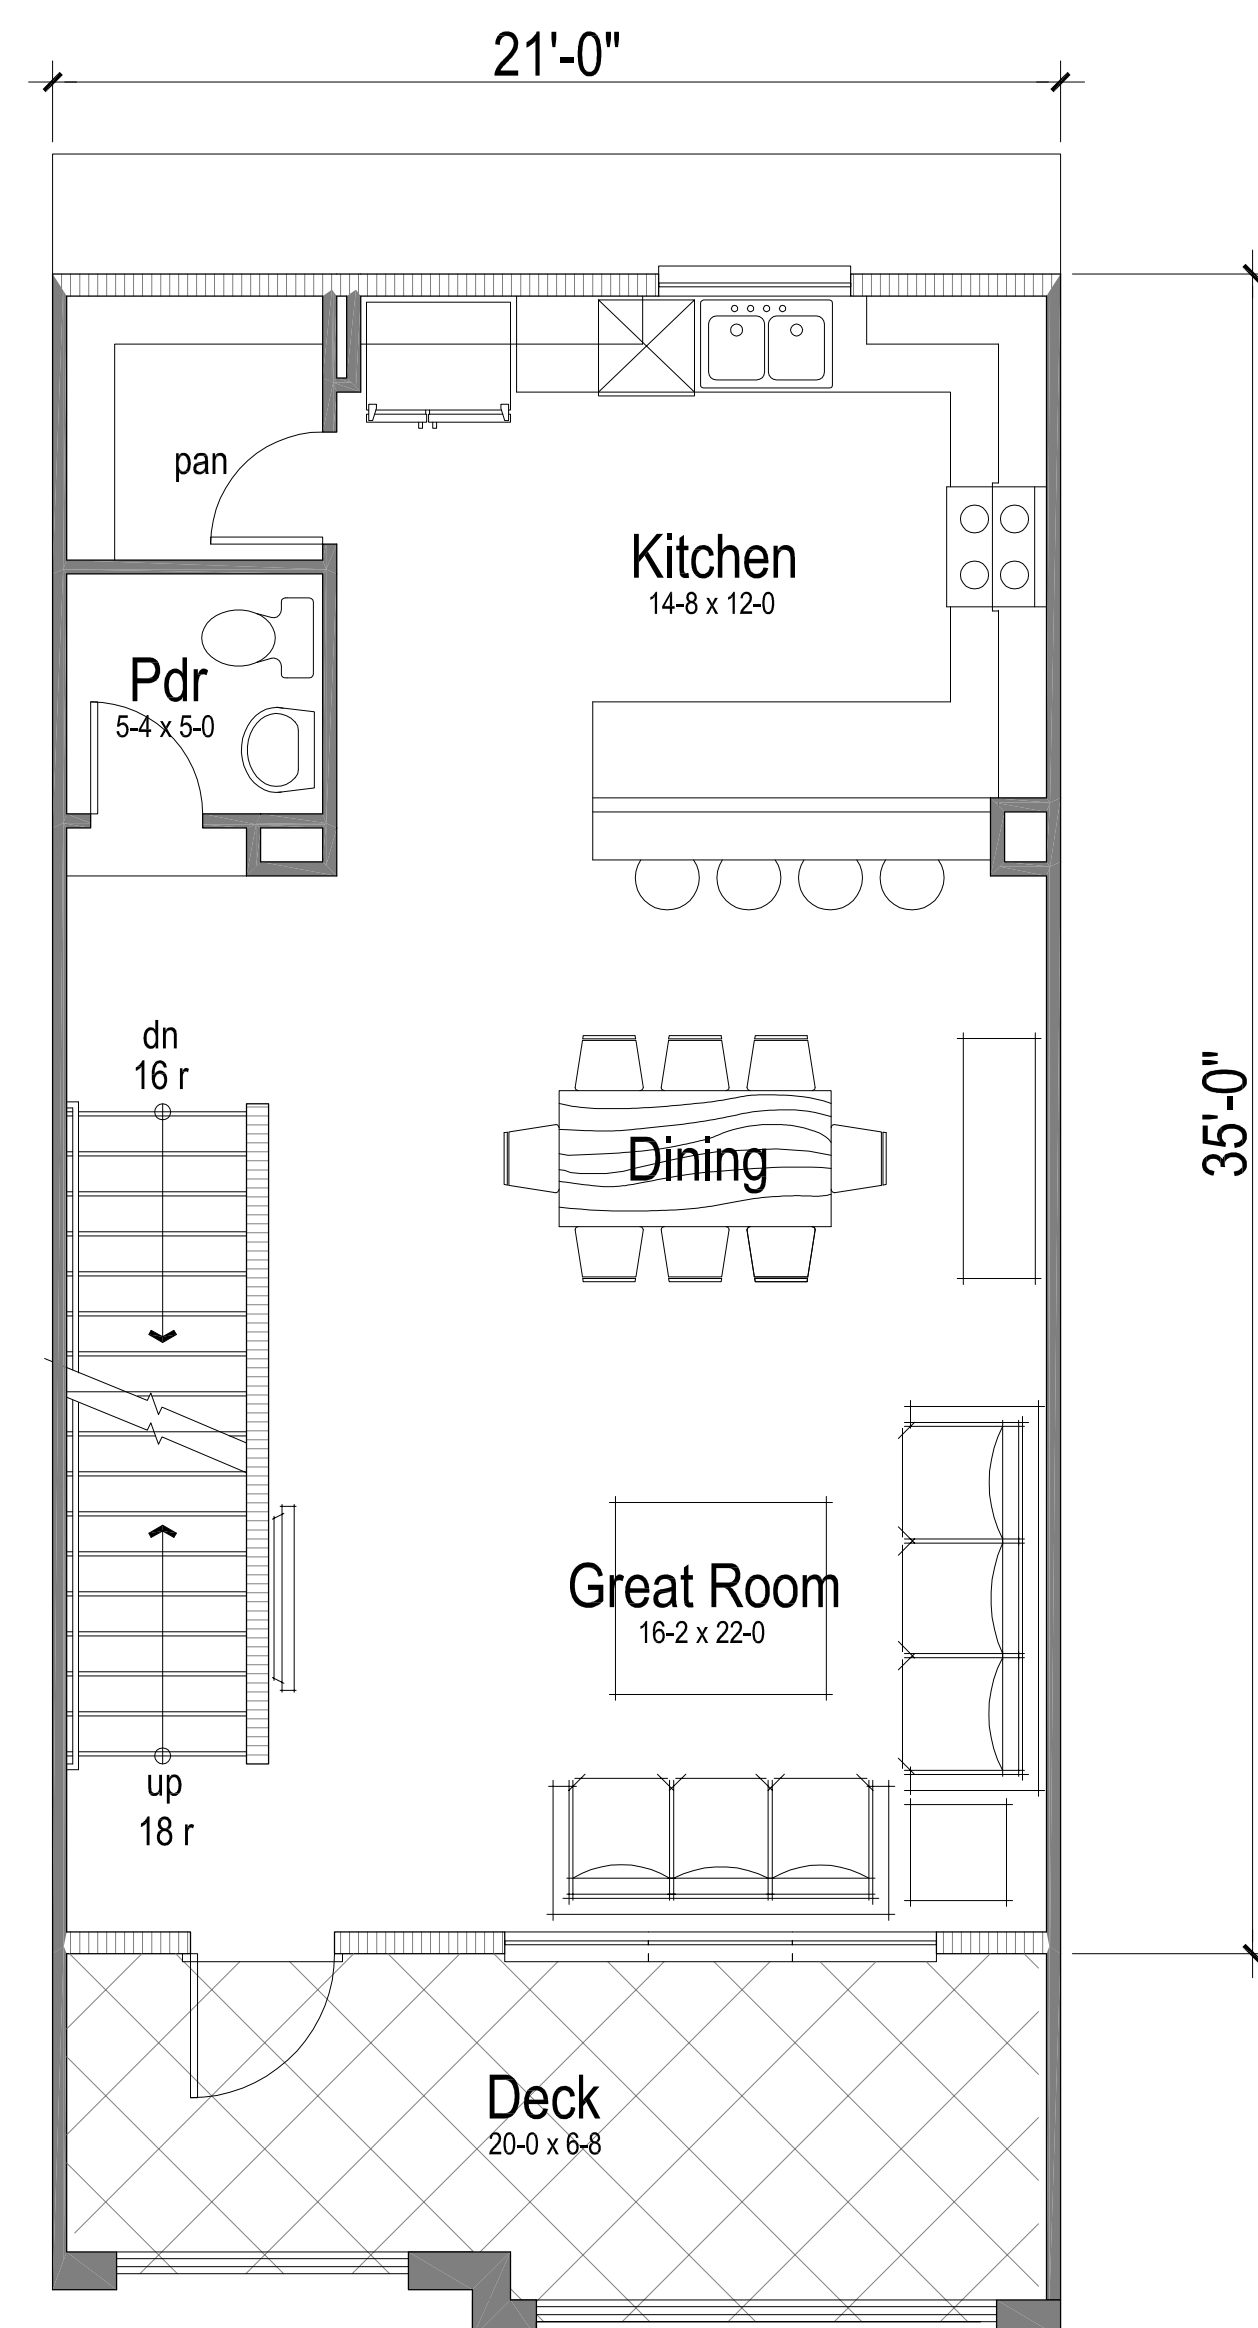 21'-0"
pan
Kitchen
14-8 x 12-0
Pdr
5-4 x 5-0
dn
16 r
35'-0"
Dining
Great Room
16-2 x 22-0
up
18 r
Deck
20-0 x 6-8